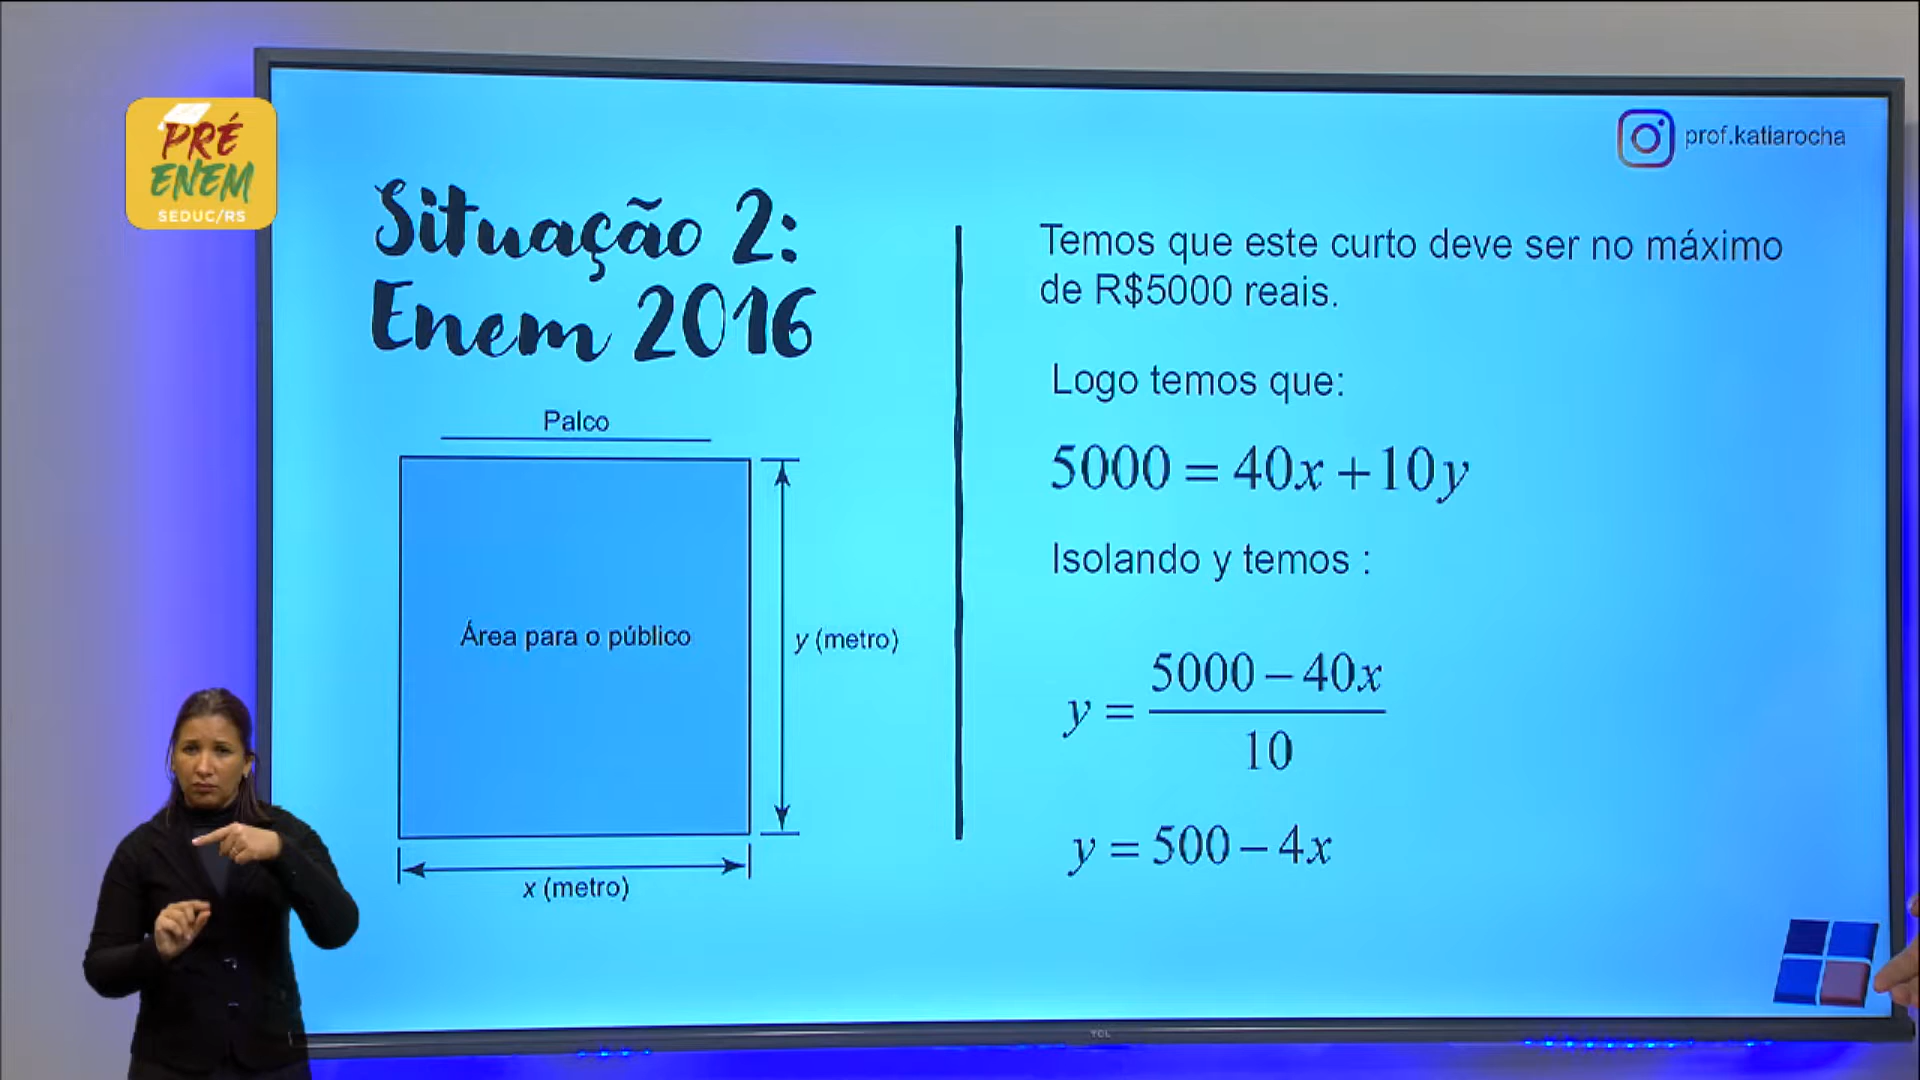 PRÉ
ENEM
SEDUC/RS
prof.katiarocha
Situação 2:
Enem 2016
Palco
Área para o público
y (metro)
x (metro)
Temos que este curto deve ser no máximo
de R$5000 reais.
Logo temos que:
5000 = 40x + 10y
Isolando y temos :
y = \frac{5000 - 40x}{10}
y = 500 - 4x
TCL